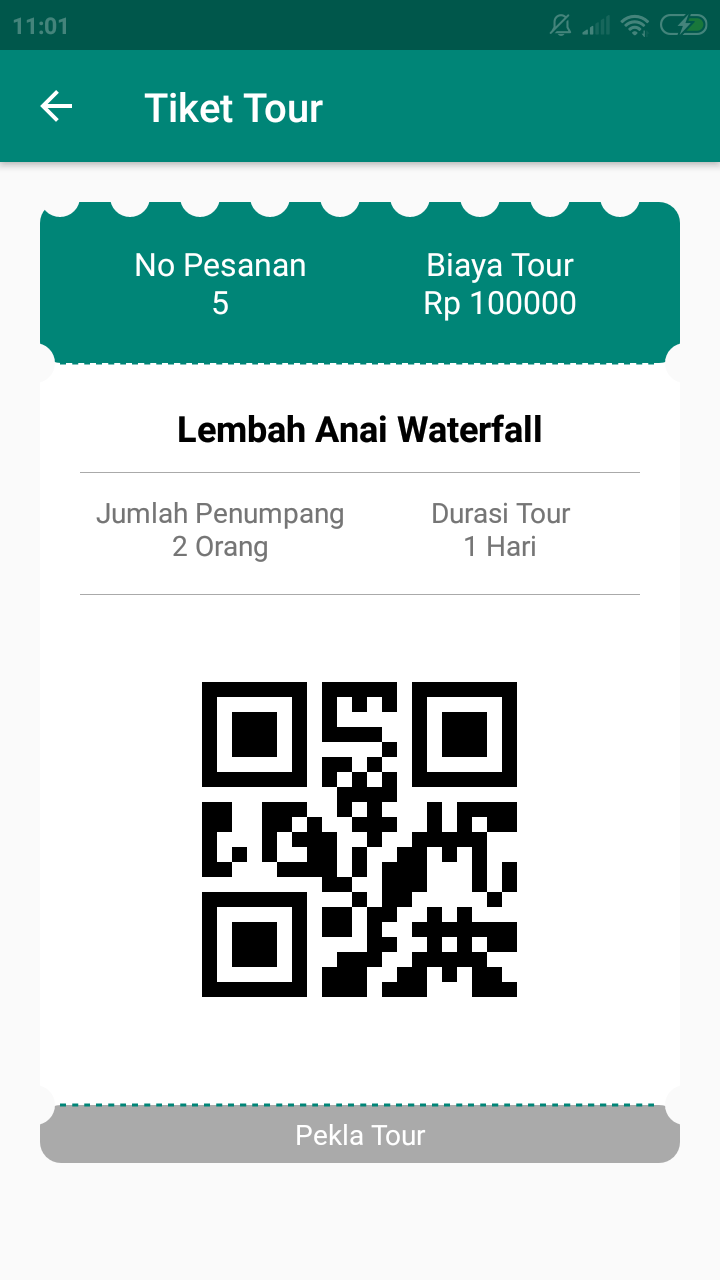 11:01
Tiket Tour
No Pesanan
5
Biaya Tour
Rp 100000
Lembah Anai Waterfall
Jumlah Penumpang
2 Orang
Durasi Tour
1 Hari
Pekla Tour